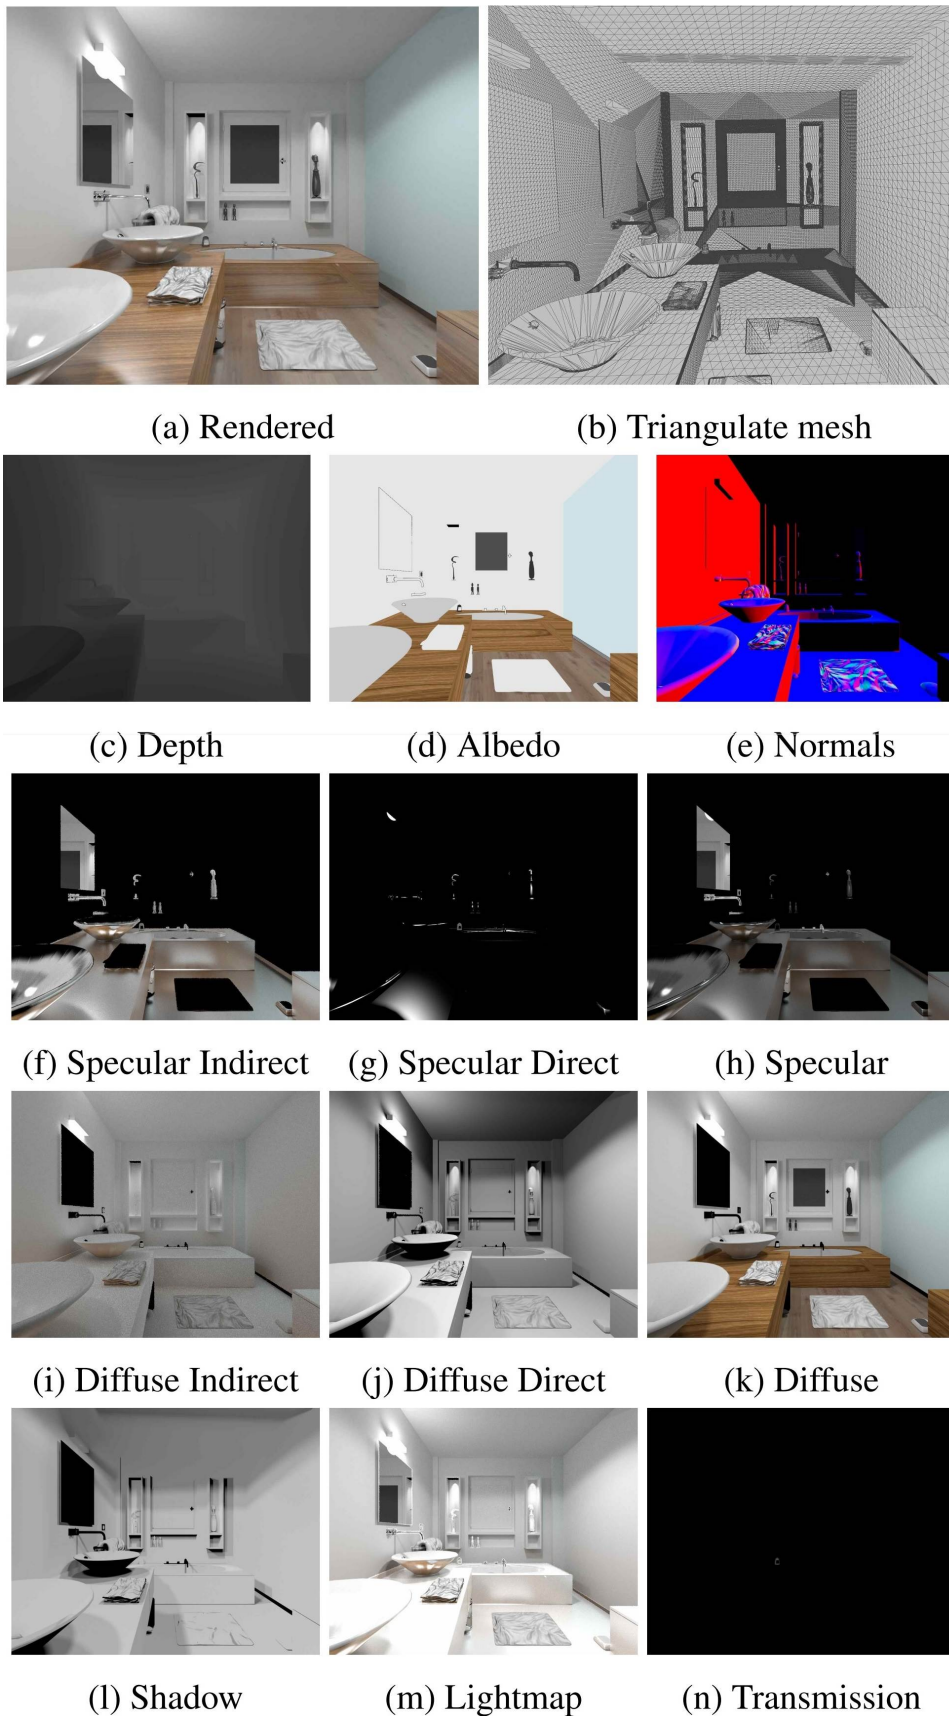 (a) Rendered
(b) Triangulate mesh
(c) Depth
(d) Albedo
(e) Normals
(f) Specular Indirect
(g) Specular Direct
(h) Specular
(i) Diffuse Indirect
(j) Diffuse Direct
(k) Diffuse
(l) Shadow
(m) Lightmap
(n) Transmission